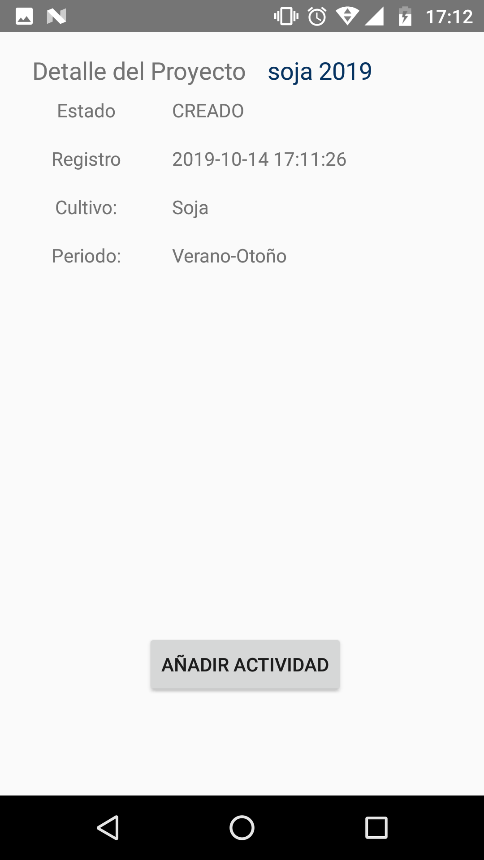 17:12
Detalle del Proyecto soja 2019
Estado CREADO
Registro 2019-10-14 17:11:26
Cultivo: Soja
Periodo: Verano-Otoño
AÑADIR ACTIVIDAD